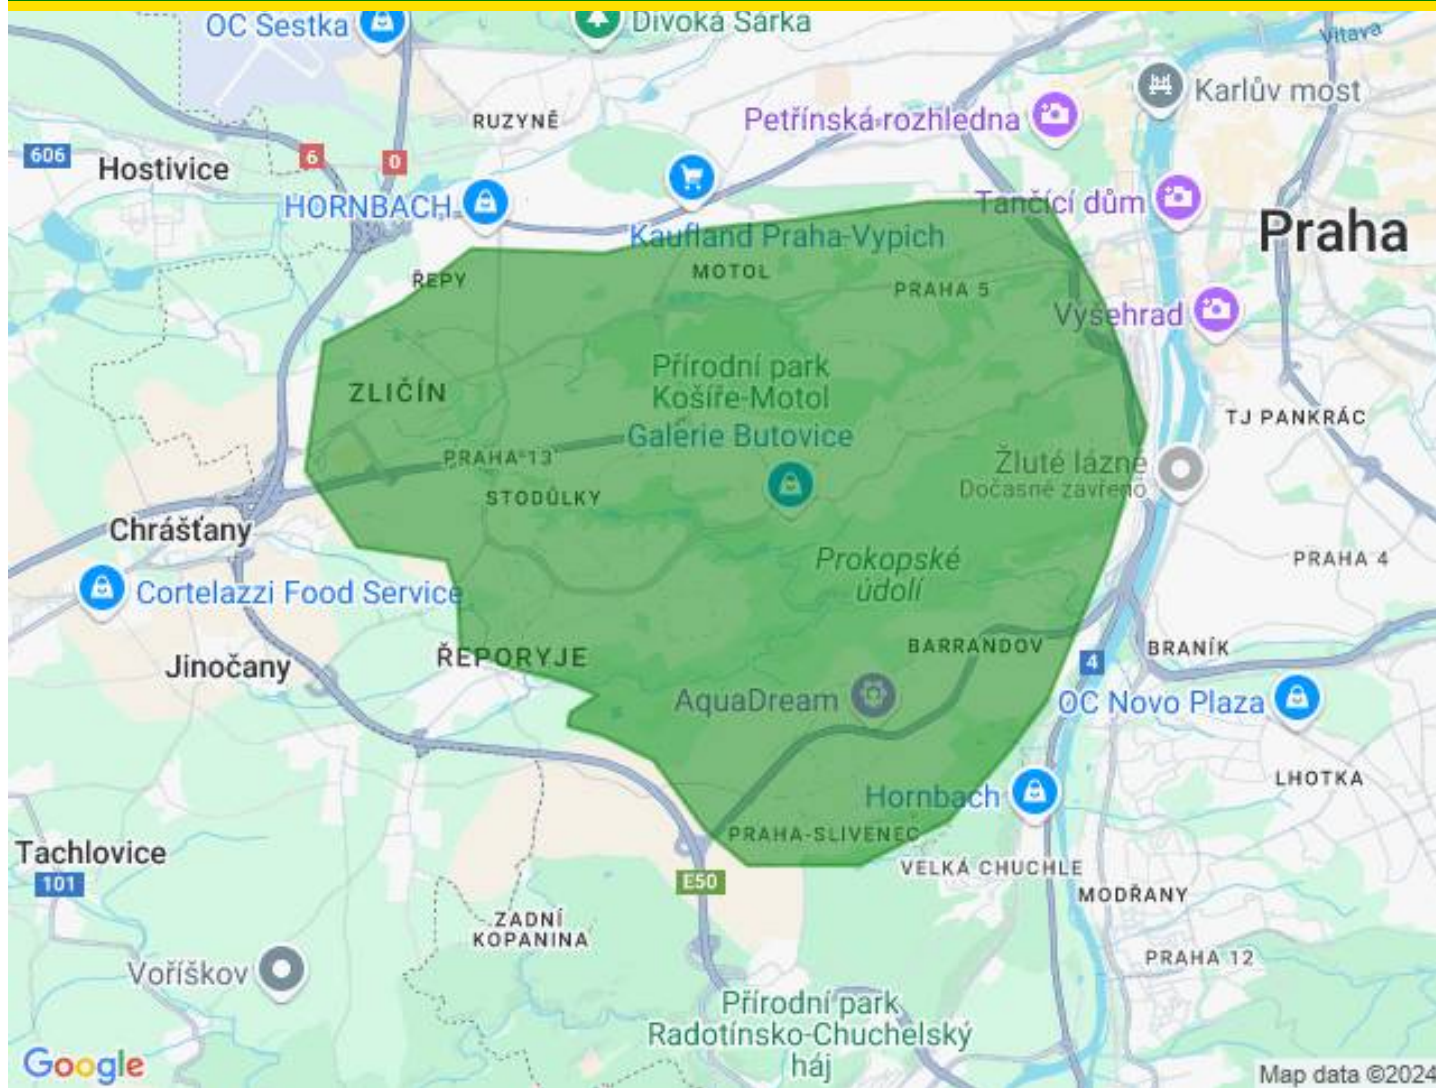 OC Šestka
Divoká Šárka
Vltava
Karlův most
RUZYNĚ
Petřínská rozhledna
606
Hostivice
6
0
HORNBACH
Tančící dům
Praha
Kaufland Praha-Vypich
MOTOL
ŘEPY
PRAHA 5
Vyšehrad
Přírodní park
Košíře-Motol
ZLIČÍN
TJ PANKRÁC
Galerie Butovice
PRAHA 13
STODŮLKY
Žluté lázně
Dočasně zavřeno
Chrášťany
Prokopské
údolí
PRAHA 4
Cortelazzi Food Service
ŘEPORYJE
BARRANDOV
BRANÍK
4
Jinočany
AquaDream
OC Novo Plaza
LHOTKA
Hornbach
PRAHA-SLIVENEC
Tachlovice
101
E50
VELKÁ CHUCHLE
MODŘANY
ZADNÍ
KOPANINA
PRAHA 12
Voříškov
Přírodní park
Radotínsko-Chuchelský
háj
Google
Map data ©2024